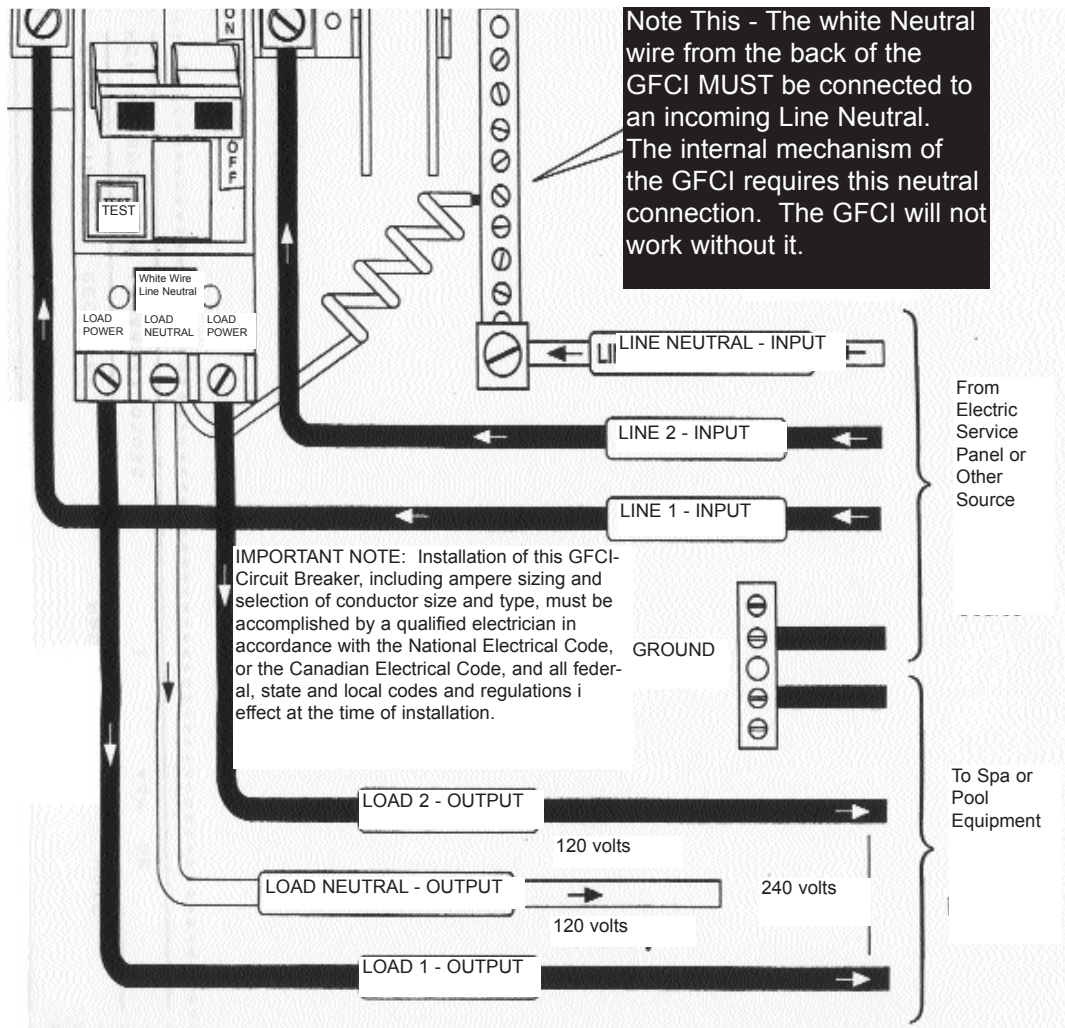 ON
Note This - The white Neutral
wire from the back of the
GFCI MUST be connected to
an incoming Line Neutral.
The internal mechanism of
the GFCI requires this neutral
connection.  The GFCI will not
work without it.
OFF
TEST
White Wire
Line Neutral
LOAD
POWER
LOAD
NEUTRAL
LOAD
POWER
LINE NEUTRAL - INPUT
LINE 2 - INPUT
LINE 1 - INPUT
From
Electric
Service
Panel or
Other
Source
IMPORTANT NOTE:  Installation of this GFCI-
Circuit Breaker, including ampere sizing and
selection of conductor size and type, must be
accomplished by a qualified electrician in
accordance with the National Electrical Code,
or the Canadian Electrical Code, and all feder-
al, state and local codes and regulations i
effect at the time of installation.
GROUND
To Spa or
Pool
Equipment
LOAD 2 - OUTPUT
120 volts
LOAD NEUTRAL - OUTPUT
240 volts
120 volts
LOAD 1 - OUTPUT